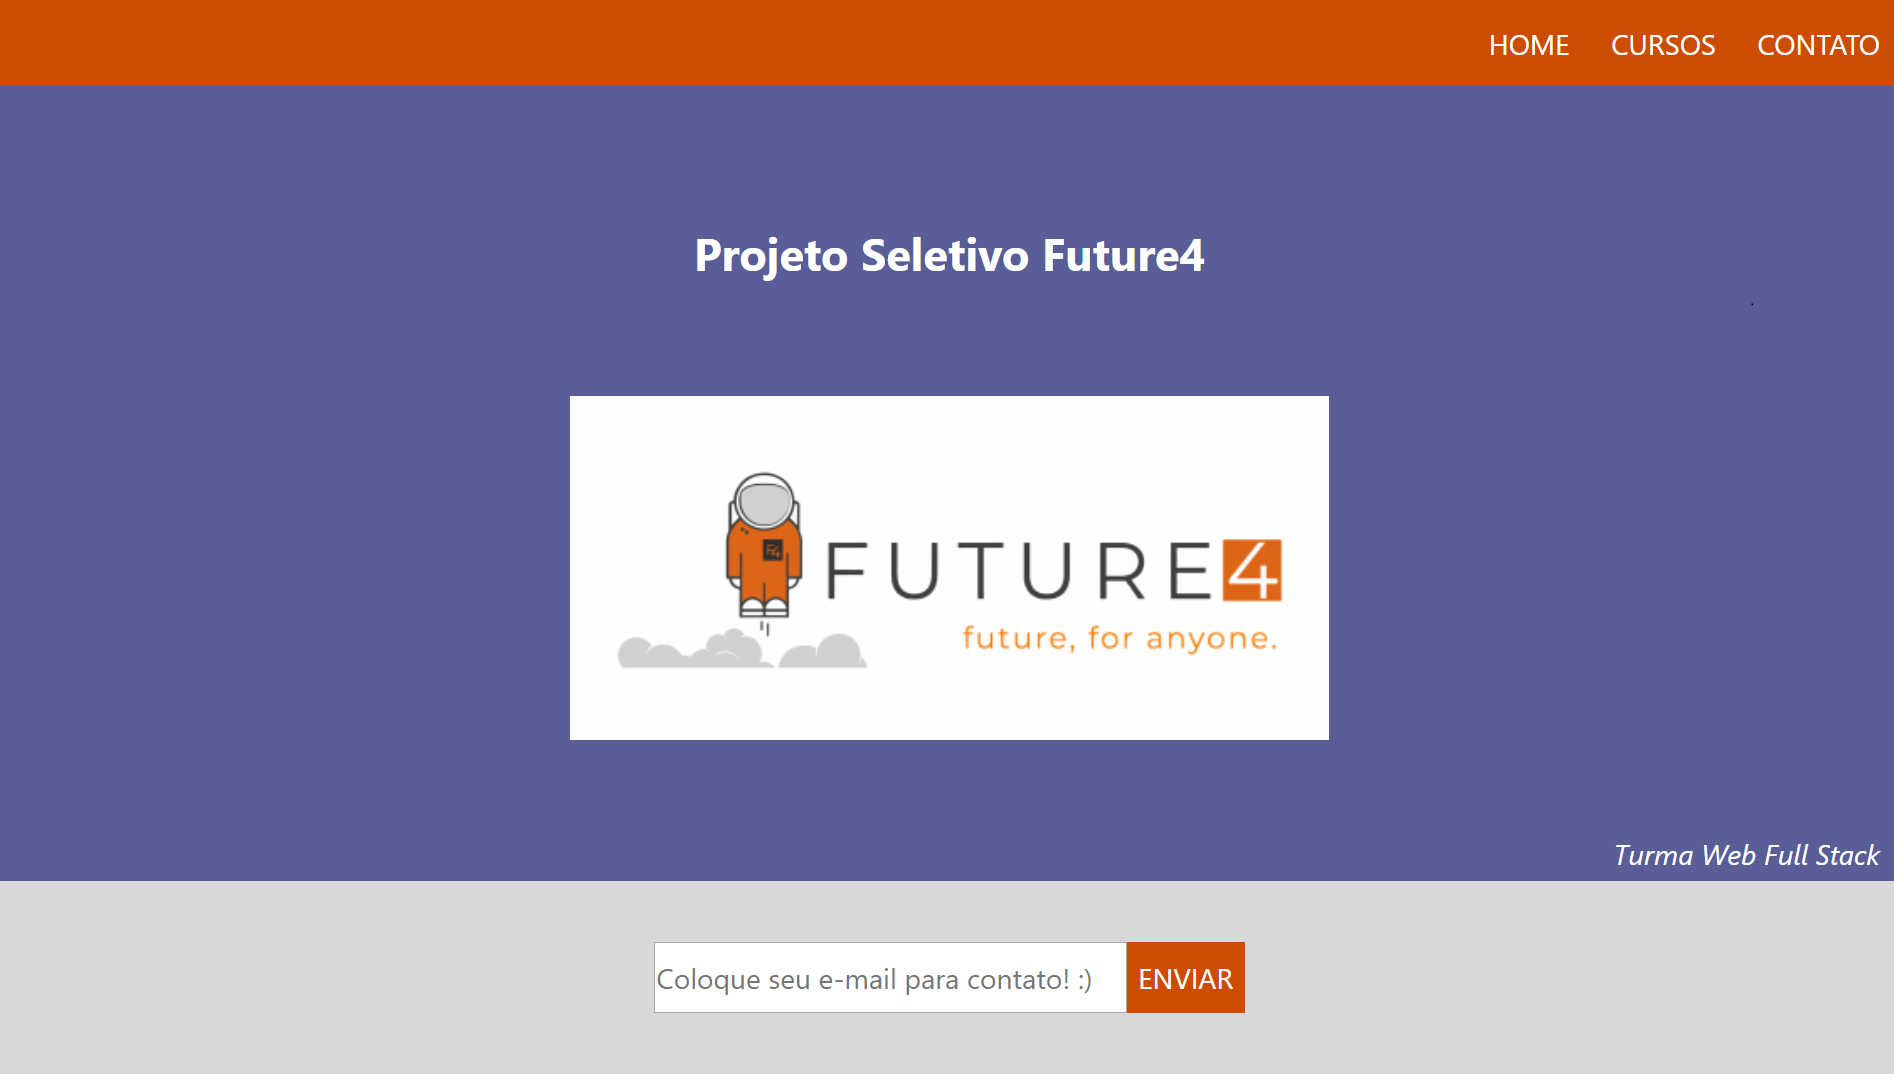 HOME CURSOS CONTATO
Projeto Seletivo Future4
F4
FUTURE4
future, for anyone.
Turma Web Full Stack
Coloque seu e-mail para contato! :) ENVIAR